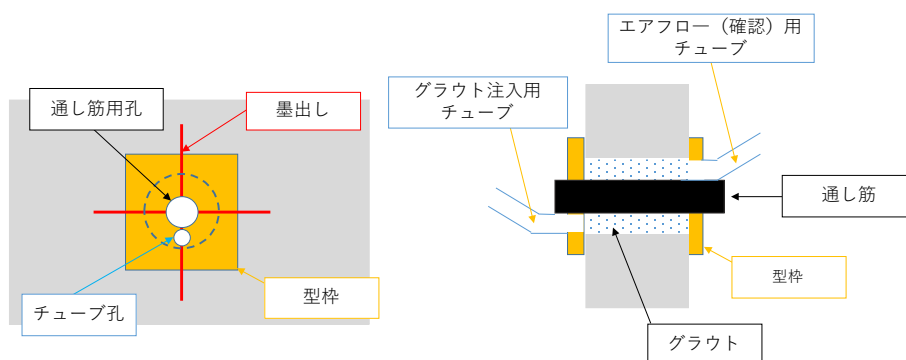 通し筋用孔
墨出し
チューブ孔
型枠
エアフロー（確認）用
チューブ
グラウト注入用
チューブ
通し筋
型枠
グラウト